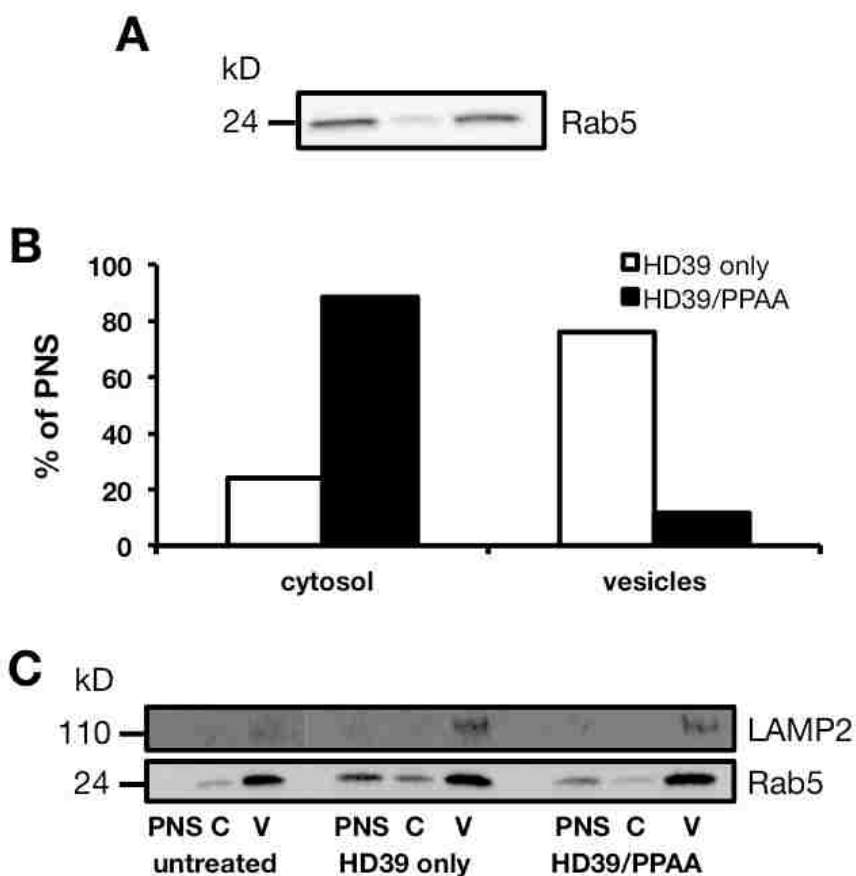 A
kD
24
Rab5
B
HD39 only
HD39/PPAA
100
80
60
40
20
0
% of PNS
cytosol
vesicles
C
kD
110
LAMP2
24
Rab5
PNS C V PNS C V PNS C V
untreated HD39 only HD39/PPAA